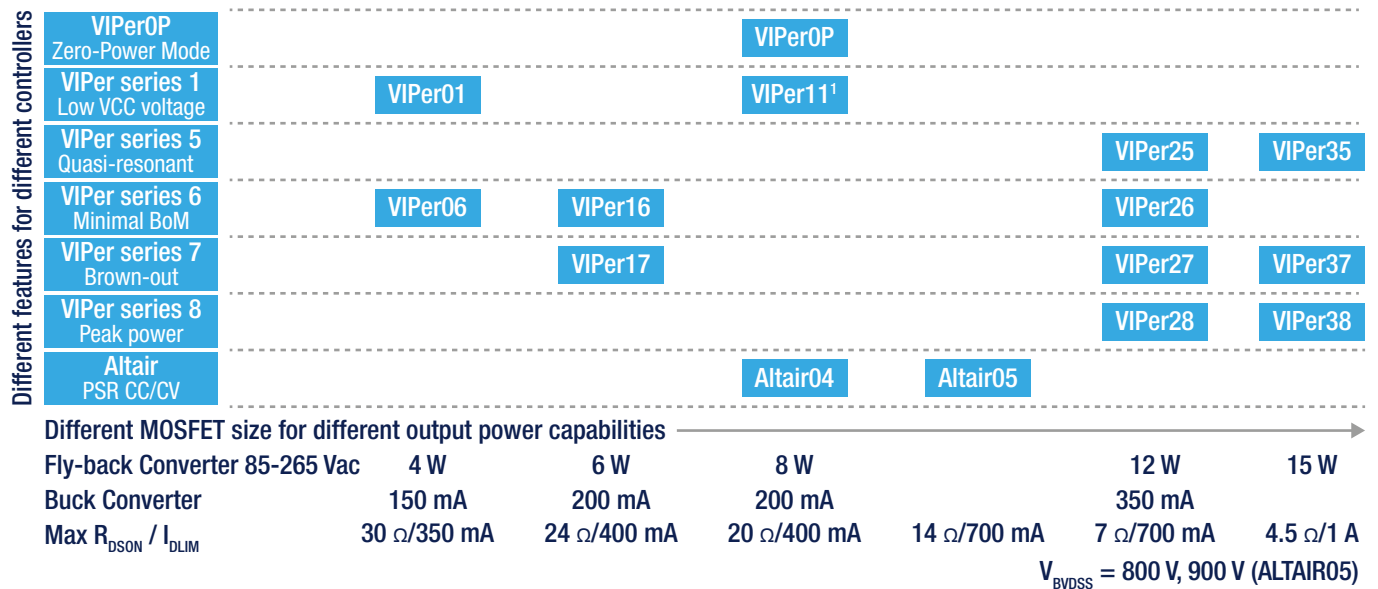 Different features for different controllers
VIPer0P
Zero-Power Mode
VIPer0P
VIPer series 1
Low VCC voltage
VIPer01
VIPer11¹
VIPer series 5
Quasi-resonant
VIPer25
VIPer35
VIPer series 6
Minimal BoM
VIPer06
VIPer16
VIPer26
VIPer series 7
Brown-out
VIPer17
VIPer27
VIPer37
VIPer series 8
Peak power
VIPer28
VIPer38
Altair
PSR CC/CV
Altair04
Altair05
Different MOSFET size for different output power capabilities
Fly-back Converter 85-265 Vac 4 W 6 W 8 W 12 W 15 W
Buck Converter 150 mA 200 mA 200 mA 350 mA
Max R_DSON / I_DLIM 30 Ω/350 mA 24 Ω/400 mA 20 Ω/400 mA 14 Ω/700 mA 7 Ω/700 mA 4.5 Ω/1 A
V_BVDSS = 800 V, 900 V (ALTAIR05)